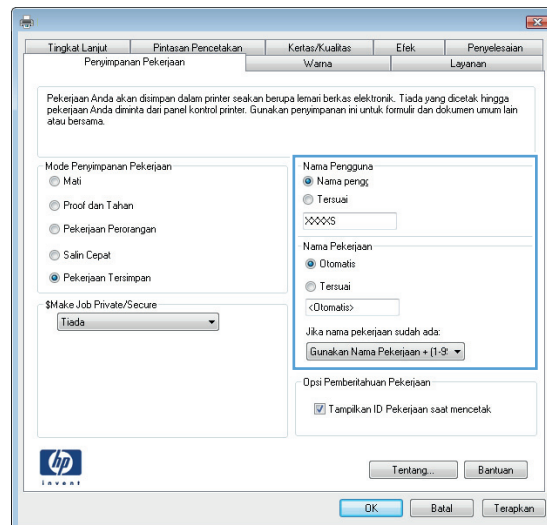 Tingkat Lanjut Pintasan Pencetakan Kertas/Kualitas Efek Penyelesaian
Penyimpanan Pekerjaan Warna Layanan
Pekerjaan Anda akan disimpan dalam printer seakan berupa lemari berkas elektronik. Tiada yang dicetak hingga
pekerjaan Anda diminta dari panel kontrol printer. Gunakan penyimpanan ini untuk formulir dan dokumen umum lain
atau bersama.
Mode Penyimpanan Pekerjaan
Mati
Proof dan Tahan
Pekerjaan Perorangan
Salin Cepat
Pekerjaan Tersimpan
$Make Job Private/Secure
Tiada
Nama Pengguna
Nama pengg
Tersuai
XXXXS
Nama Pekerjaan
Otomatis
Tersuai
<Otomatis>
Jika nama pekerjaan sudah ada:
Gunakan Nama Pekerjaan + (1-9
Opsi Pemberitahuan Pekerjaan
Tampilkan ID Pekerjaan saat mencetak
hp
invent
Tentang... Bantuan
OK Batal Terapkan